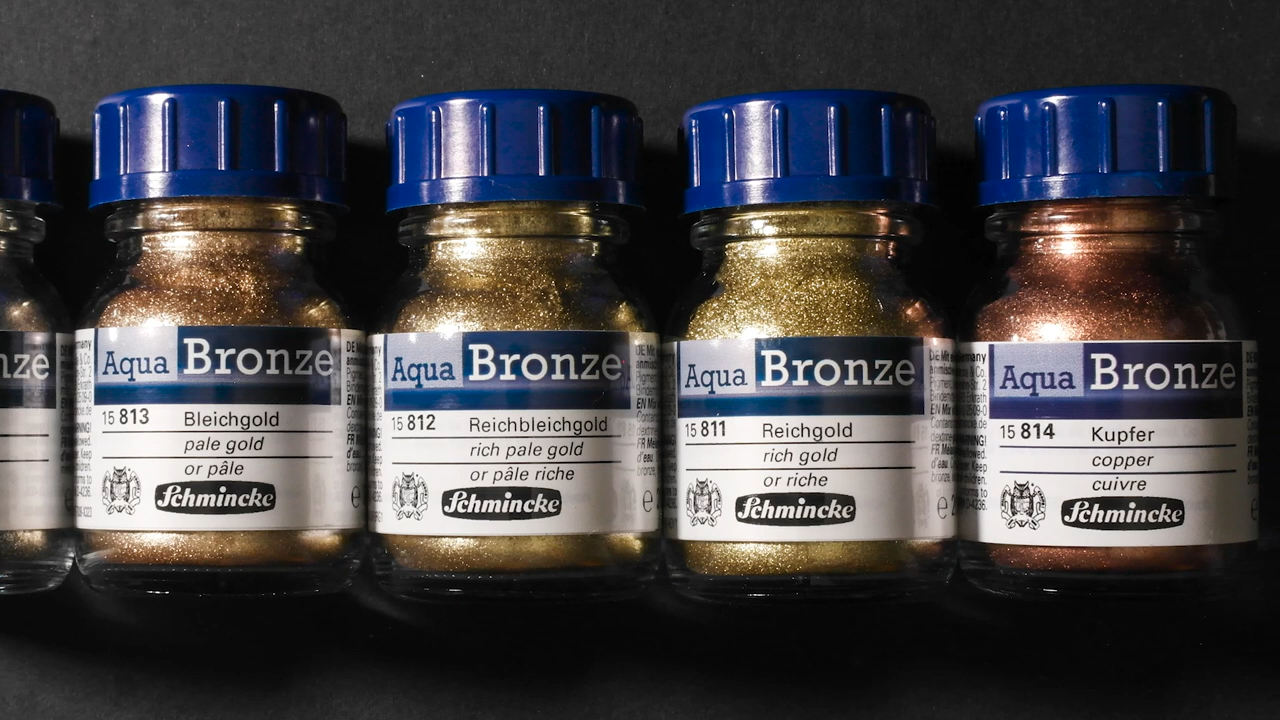 nze
Aqua Bronze
15 813 Bleichgold
pale gold
or pâle
Schmincke
e
Aqua Bronze
15 812 Reichbleichgold
rich pale gold
or pâle riche
Schmincke
e
Aqua Bronze
15 811 Reichgold
rich gold
or riche
Schmincke
e
Aqua Bronze
15 814 Kupfer
copper
cuivre
Schmincke
e